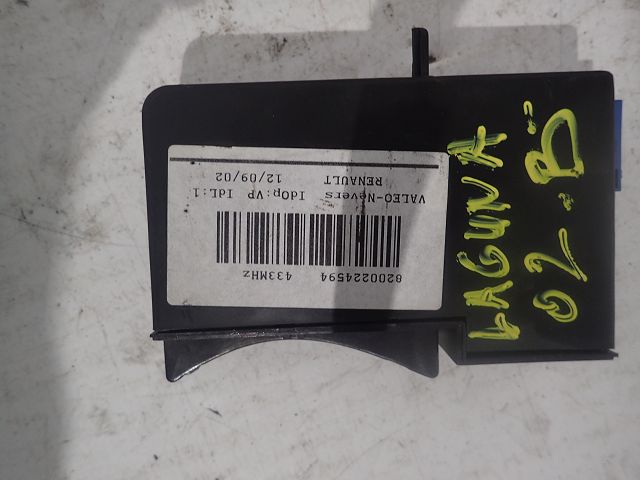 8200224594 433MHz
VALEO-Nevers IdOp:VP IdL:1
RENAULT 12/09/02
LAGUNA
02.B